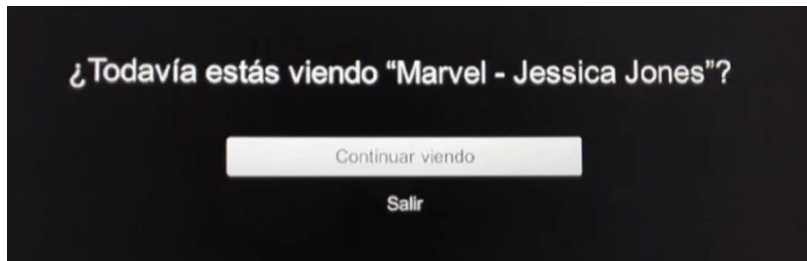 ¿Todavía estás viendo “Marvel - Jessica Jones”?
Continuar viendo
Salir